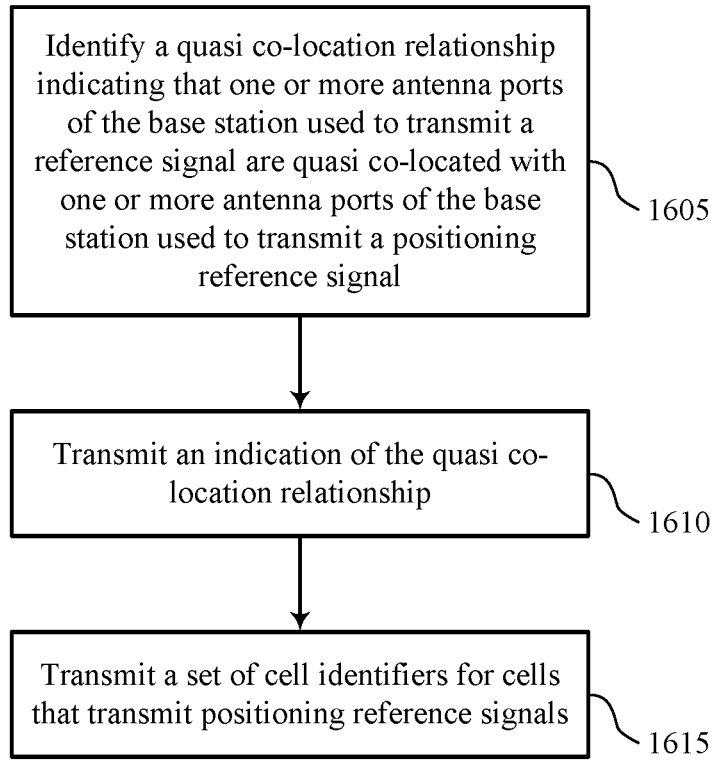 Identify a quasi co-location relationship
indicating that one or more antenna ports
of the base station used to transmit a
reference signal are quasi co-located with
one or more antenna ports of the base
station used to transmit a positioning
reference signal
1605
Transmit an indication of the quasi co-
location relationship
1610
Transmit a set of cell identifiers for cells
that transmit positioning reference signals
1615